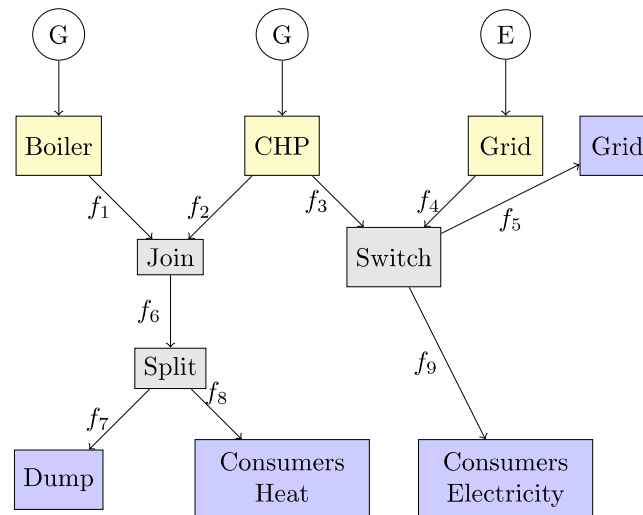 G
G
E
Boiler
CHP
Grid
Grid
f₁
f₂
f₃
f₄
f₅
Join
Switch
f₆
f₉
Split
f₇
f₈
Dump
Consumers
Heat
Consumers
Electricity